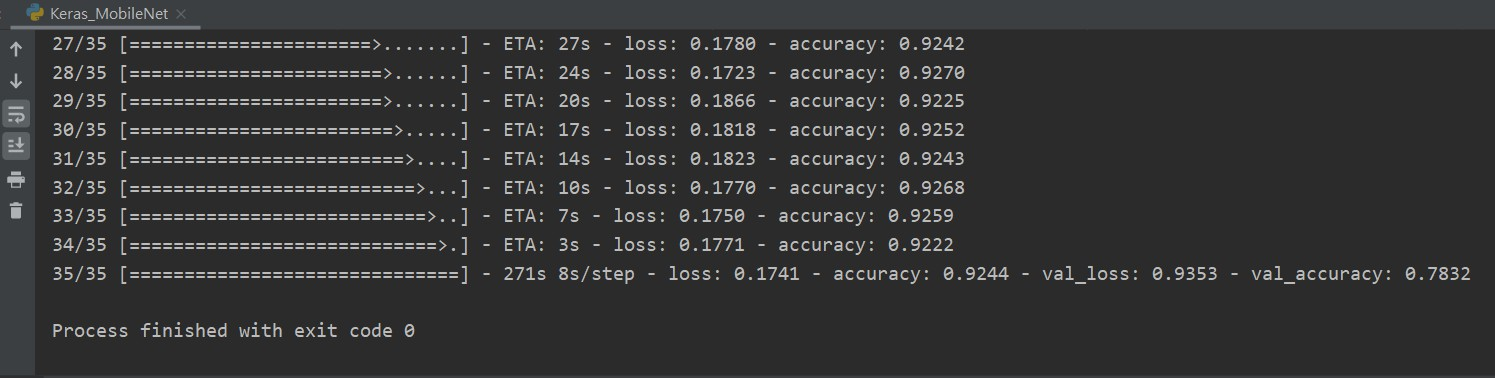 Keras_MobileNet
27/35 [======================>.......] - ETA: 27s - loss: 0.1780 - accuracy: 0.9242
28/35 [=======================>......] - ETA: 24s - loss: 0.1723 - accuracy: 0.9270
29/35 [=======================>......] - ETA: 20s - loss: 0.1866 - accuracy: 0.9225
30/35 [========================>.....] - ETA: 17s - loss: 0.1818 - accuracy: 0.9252
31/35 [=========================>....] - ETA: 14s - loss: 0.1823 - accuracy: 0.9243
32/35 [==========================>...] - ETA: 10s - loss: 0.1770 - accuracy: 0.9268
33/35 [===========================>..] - ETA: 7s - loss: 0.1750 - accuracy: 0.9259
34/35 [============================>.] - ETA: 3s - loss: 0.1771 - accuracy: 0.9222
35/35 [==============================] - 271s 8s/step - loss: 0.1741 - accuracy: 0.9244 - val_loss: 0.9353 - val_accuracy: 0.7832
Process finished with exit code 0